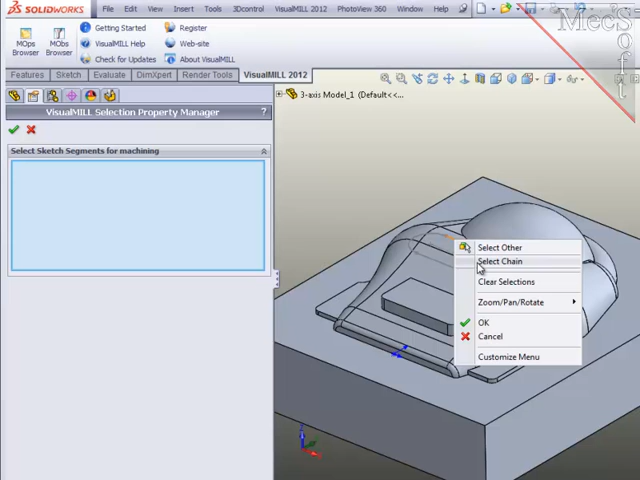 SOLIDWORKS File Edit View Insert Tools 3Control PhotoView 360 Window Help
MecSoft
MOps Browser
MObs Browser
Getting Started
VisualMILL Help
Check for Updates
Register
Web-site
About VisualMILL
Features Sketch Evaluate DimXpert Render Tools VisualMILL 2012
3-axis Model_1 (Default<<...
VisualMILL Selection Property Manager ?
Select Sketch Segments for machining
Select Other
Select Chain
Clear Selections
Zoom/Pan/Rotate
OK
Cancel
Customize Menu